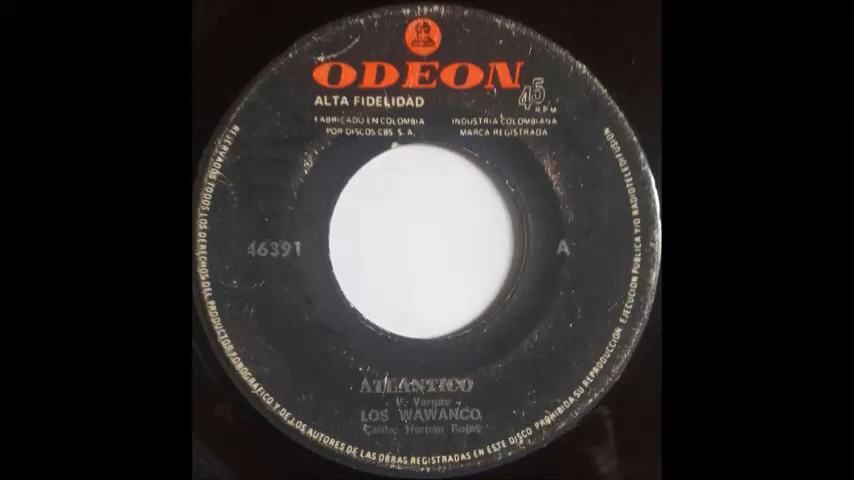 ODEON
ALTA FIDELIDAD
45
R.P.M
FABRICADO EN COLOMBIA
POR DISCOS CBS S. A.
INDUSTRIA COLOMBIANA
MARCA REGISTRADA
46391
A
ATLANTICO
V. Vargas
LOS WAWANCO
Canta: Hernan Rojas
RESERVADOS TODOS LOS DERECHOS DEL PRODUCTOR FONOGRAFICO Y DE LOS AUTORES DE LAS OBRAS REGISTRADAS EN ESTE DISCO PROHIBIDA SU REPRODUCCION EJECUCION PUBLICA Y/O RADIOTELEDIFUSION